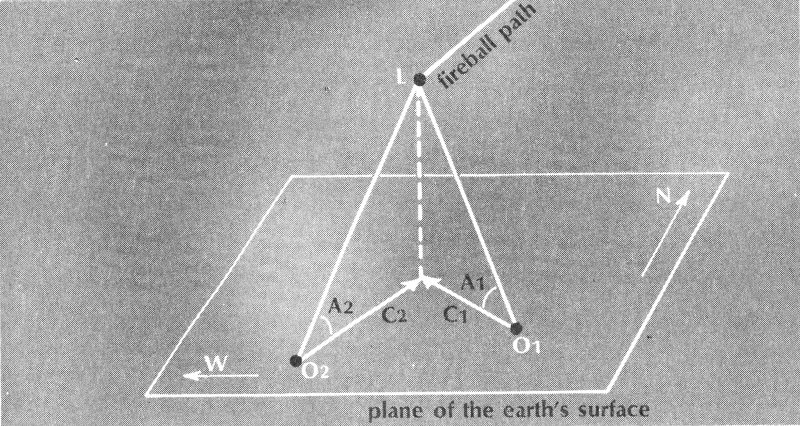 fireball path
L
N
A1
A2
C2
C1
O1
W
O2
plane of the earth's surface